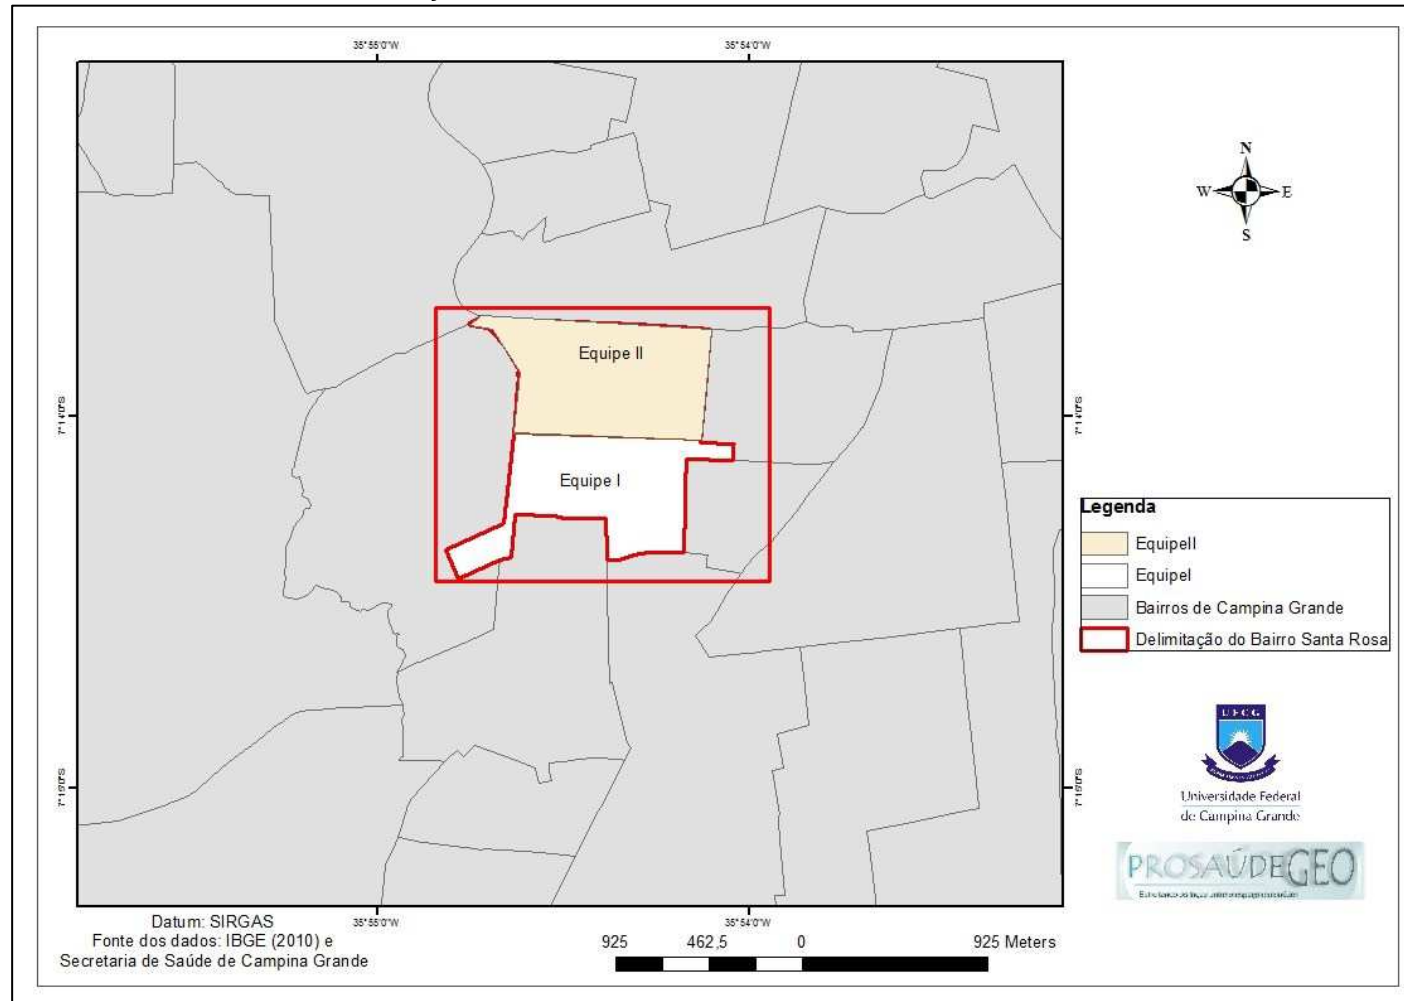 35°55'0"W
35°54'0"W
N
W
E
S
Equipe II
7°14'0"S
7°14'0"S
Equipe I
Legenda
EquipeII
EquipeI
Bairros de Campina Grande
Delimitação do Bairro Santa Rosa
UFCG
7°15'0"S
7°15'0"S
Universidade Federal
de Campina Grande
PROSAÚDEGEO
35°55'0"W
35°54'0"W
Datum: SIRGAS
Fonte dos dados: IBGE (2010) e
Secretaria de Saúde de Campina Grande
925
462,5
0
925 Meters